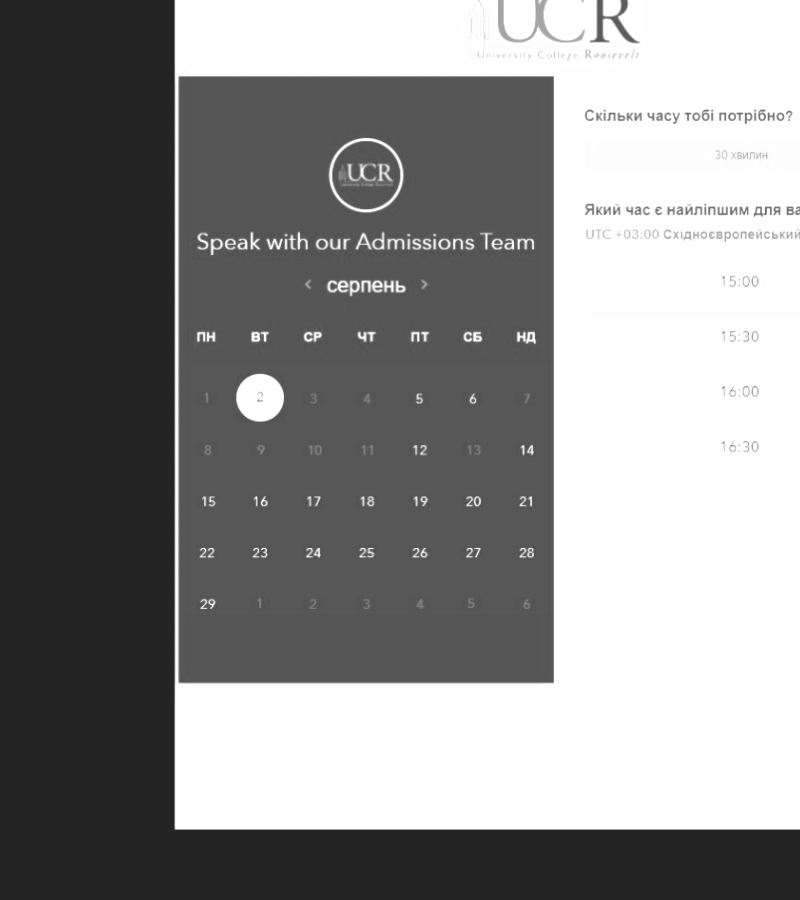 UCR
University College Roosevelt
UCR
University College Roosevelt
Speak with our Admissions Team
‹ серпень ›
ПН ВТ СР ЧТ ПТ СБ НД
1 2 3 4 5 6 7
8 9 10 11 12 13 14
15 16 17 18 19 20 21
22 23 24 25 26 27 28
29 1 2 3 4 5 6
Скільки часу тобі потрібно?
30 хвилин
Який час є найліпшим для
UTC +03:00 Східноєвропейський
15:00
15:30
16:00
16:30